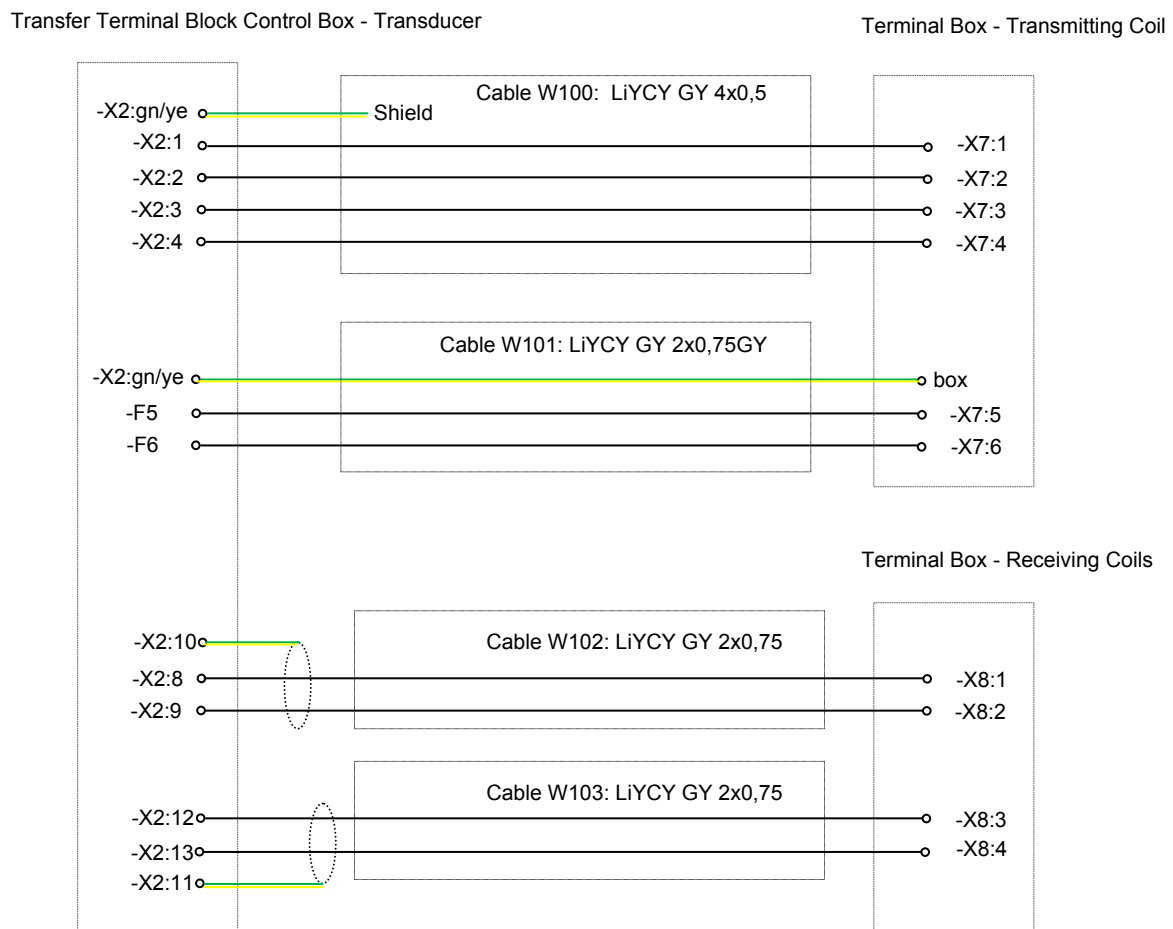 Transfer Terminal Block Control Box - Transducer
Terminal Box - Transmitting Coil
Cable W100: LiYCY GY 4x0,5
-X2:gn/ye Shield
-X2:1 -X7:1
-X2:2 -X7:2
-X2:3 -X7:3
-X2:4 -X7:4
Cable W101: LiYCY GY 2x0,75GY
-X2:gn/ye box
-F5 -X7:5
-F6 -X7:6
Terminal Box - Receiving Coils
-X2:10 Cable W102: LiYCY GY 2x0,75
-X2:8 -X8:1
-X2:9 -X8:2
Cable W103: LiYCY GY 2x0,75
-X2:12 -X8:3
-X2:13 -X8:4
-X2:11